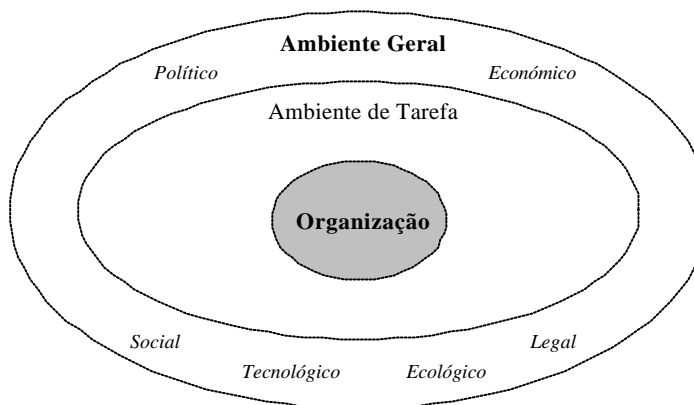 Ambiente Geral
Político Económico
Ambiente de Tarefa
Organização
Social Legal
Tecnológico Ecológico